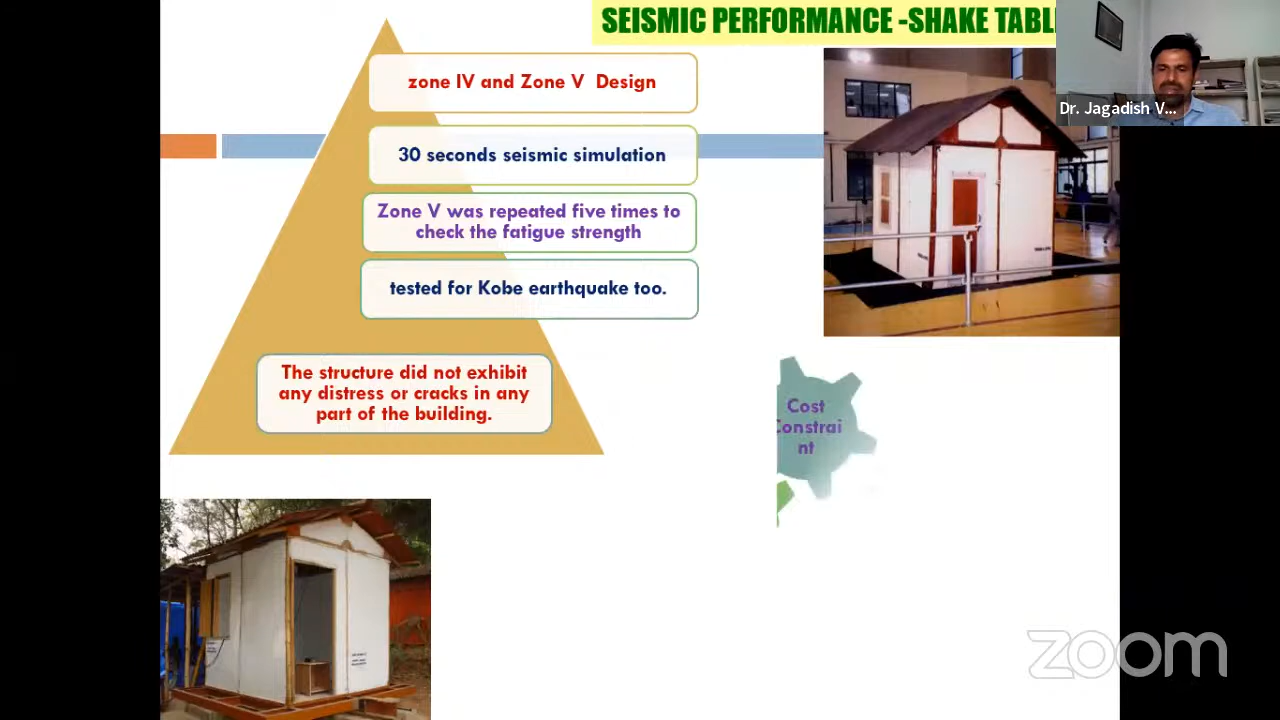 SEISMIC PERFORMANCE -SHAKE TABL
Dr. Jagadish V...
zone IV and Zone V Design
30 seconds seismic simulation
Zone V was repeated five times to
check the fatigue strength
tested for Kobe earthquake too.
The structure did not exhibit
any distress or cracks in any
part of the building.
Cost
Constrai
nt
zoom